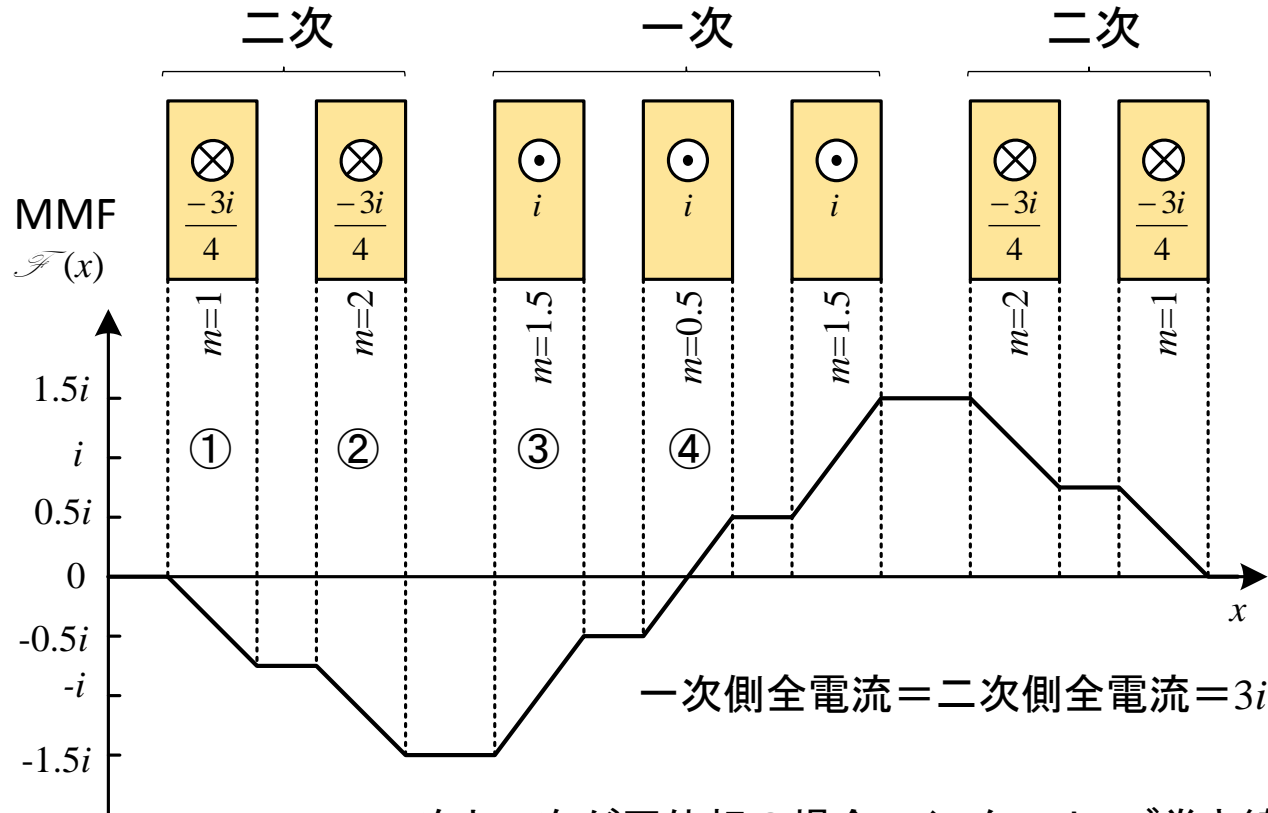 二次 一次 二次
⊗ ⊗ ⊙ ⊙ ⊙ ⊗ ⊗
-3i/4 -3i/4 i i i -3i/4 -3i/4
MMF
ℱ(x)
m=1 m=2 m=1.5 m=0.5 m=1.5 m=2 m=1
1.5i
① ② ③ ④
i
0.5i
0
x
-0.5i
-i
一次側全電流＝二次側全電流＝3i
-1.5i